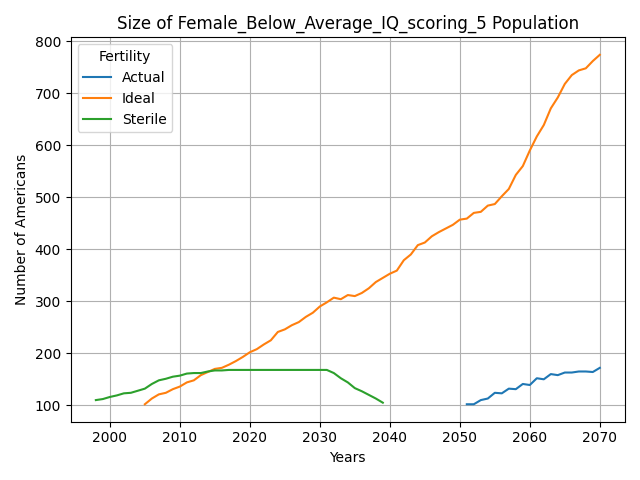 Size of Female_Below_Average_IQ_scoring_5 Population
Fertility
Actual
Ideal
Sterile
Number of Americans
800
700
600
500
400
300
200
100
2000 2010 2020 2030 2040 2050 2060 2070
Years